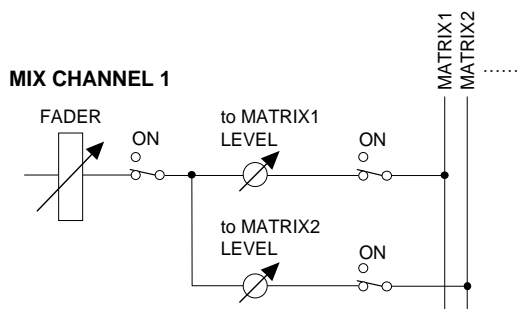 MATRIX1
MATRIX2
MIX CHANNEL 1
FADER
ON
to MATRIX1
LEVEL
ON
to MATRIX2
LEVEL
ON